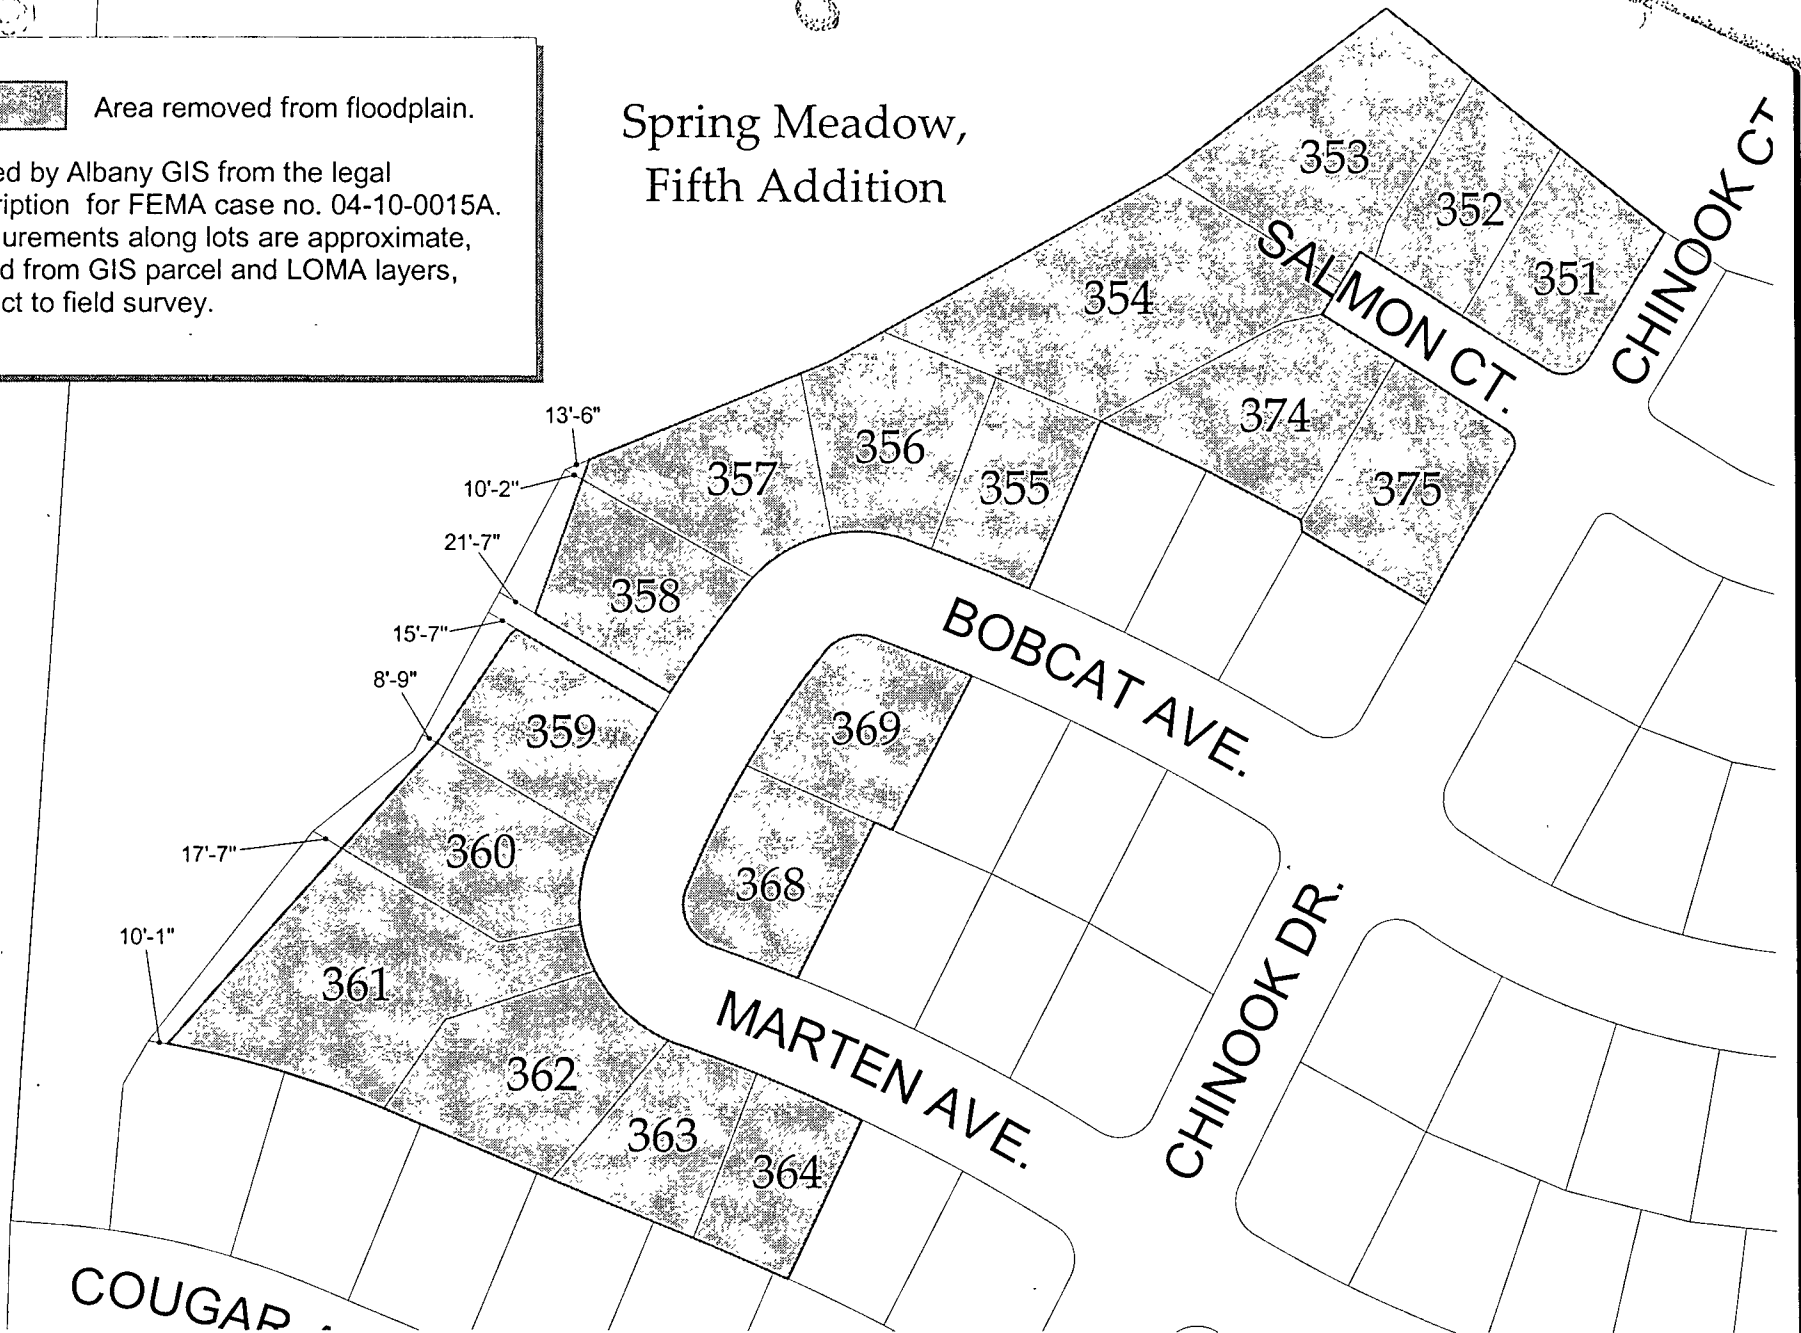 Area removed from floodplain.
by Albany GIS from the legal
for FEMA case no. 04-10-0015A.
along lots are approximate,
from GIS parcel and LOMA layers,
to field survey.
Spring Meadow,
Fifth Addition
353
352
351
CHINOOK CT
SALMON CT.
354
374
375
13'-6"
10'-2"
357
356
355
21'-7"
358
15'-7"
8'-9"
359
BOBCAT AVE.
369
360
368
17'-7"
10'-1"
361
362
MARTEN AVE.
CHINOOK DR.
363
364
COUGAR